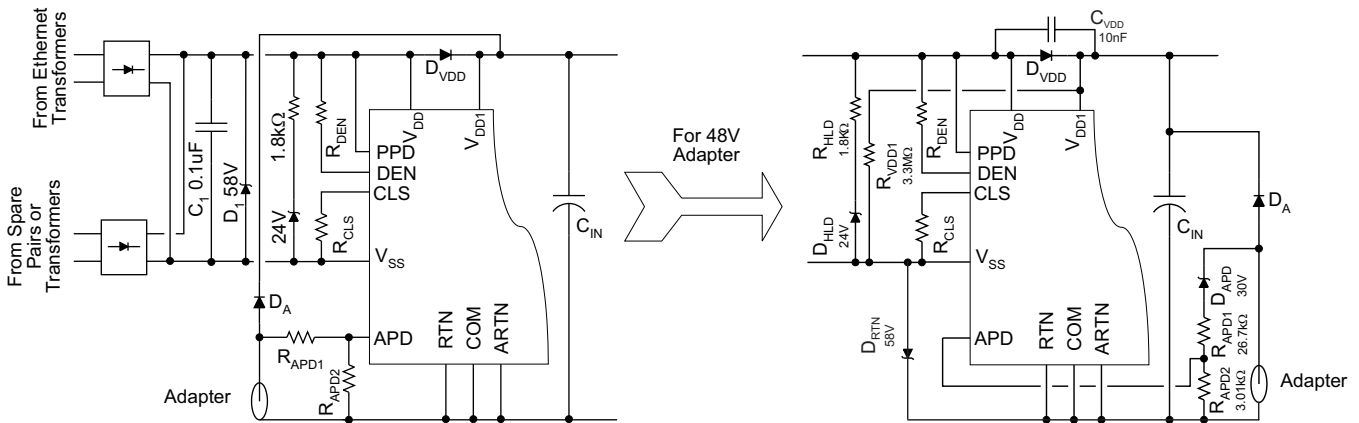 From Ethernet
Transformers
From Spare
Pairs or
Transformers
C1 0.1uF
D1 58V
1.8kΩ
24V
RDEN
RCLS
DVDD
VDD
VDD1
PPD
DEN
CLS
VSS
APD
RTN
COM
ARTN
CIN
DA
RAPD1
RAPD2
Adapter
For 48V
Adapter
CVDD
10nF
DVDD
RHLD
1.8KΩ
RVDD1
3.3MΩ
RDEN
DHLD
24V
RCLS
VDD
VDD1
PPD
DEN
CLS
VSS
APD
RTN
COM
ARTN
DRTN
58V
CIN
DA
DAPD
30V
RAPD1
26.7kΩ
RAPD2
3.01kΩ
Adapter